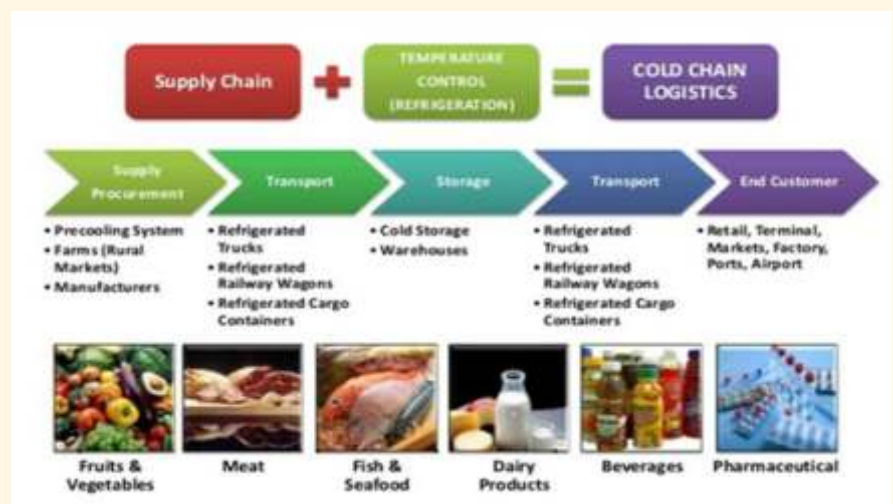 Supply Chain
+
TEMPERATURE
CONTROL
(REFRIGERATION)
=
COLD CHAIN
LOGISTICS
Supply
Procurement
Transport
Storage
Transport
End Customer
• Precooling System
• Farms (Rural
Markets)
• Manufacturers
• Refrigerated
Trucks
• Refrigerated
Railway Wagons
• Refrigerated Cargo
Containers
• Cold Storage
• Warehouses
• Refrigerated
Trucks
• Refrigerated
Railway Wagons
• Refrigerated Cargo
Containers
• Retail, Terminal,
Markets, Factory,
Ports, Airport
Fruits &
Vegetables
Meat
Fish &
Seafood
Dairy
Products
Beverages
Pharmaceutical